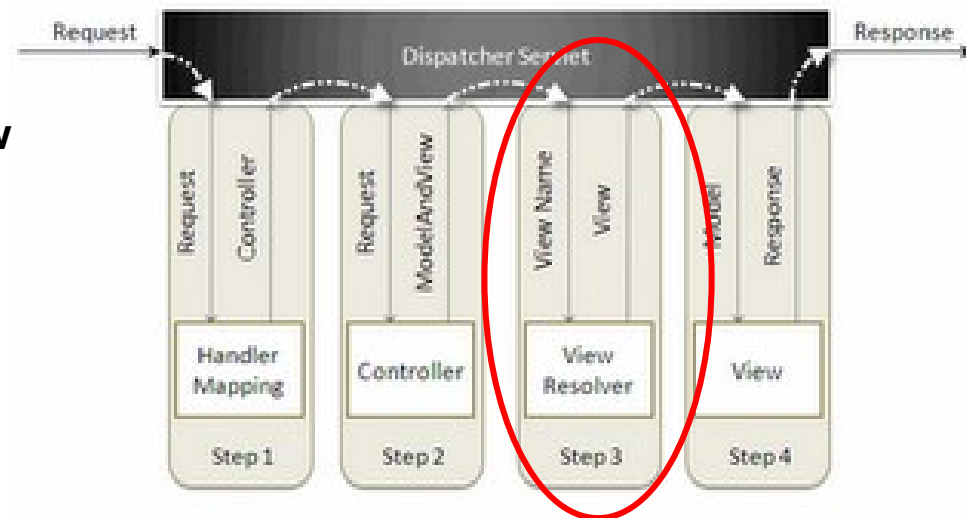 Request
Response
Dispatcher Servlet
Request
Controller
Request
ModelAndView
View Name
View
Model
Response
Handler
Mapping
Controller
View
Resolver
View
Step 1
Step 2
Step 3
Step 4